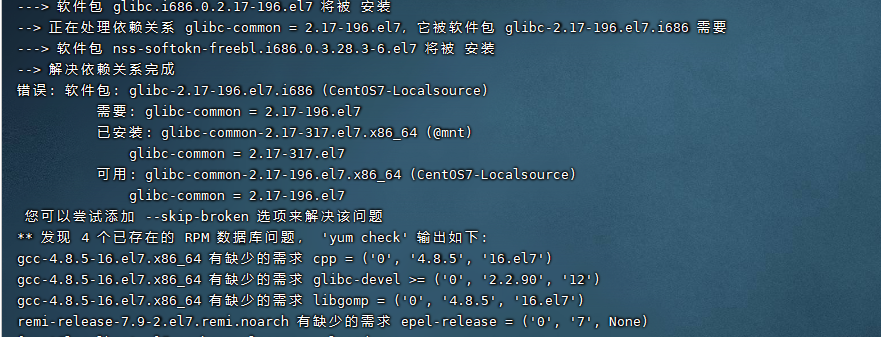 ---> 软件包 glibc.i686.0.2.17-196.el7 将被 安装
--> 正在处理依赖关系 glibc-common = 2.17-196.el7，它被软件包 glibc-2.17-196.el7.i686 需要
---> 软件包 nss-softokn-freebl.i686.0.3.28.3-6.el7 将被 安装
--> 解决依赖关系完成
错误：软件包：glibc-2.17-196.el7.i686 (CentOS7-Localsource)
需要：glibc-common = 2.17-196.el7
已安装：glibc-common-2.17-317.el7.x86_64 (@mnt)
glibc-common = 2.17-317.el7
可用：glibc-common-2.17-196.el7.x86_64 (CentOS7-Localsource)
glibc-common = 2.17-196.el7
您可以尝试添加 --skip-broken 选项来解决该问题
** 发现 4 个已存在的 RPM 数据库问题， 'yum check' 输出如下：
gcc-4.8.5-16.el7.x86_64 有缺少的需求 cpp = ('0', '4.8.5', '16.el7')
gcc-4.8.5-16.el7.x86_64 有缺少的需求 glibc-devel >= ('0', '2.2.90', '12')
gcc-4.8.5-16.el7.x86_64 有缺少的需求 libgomp = ('0', '4.8.5', '16.el7')
remi-release-7.9-2.el7.remi.noarch 有缺少的需求 epel-release = ('0', '7', None)